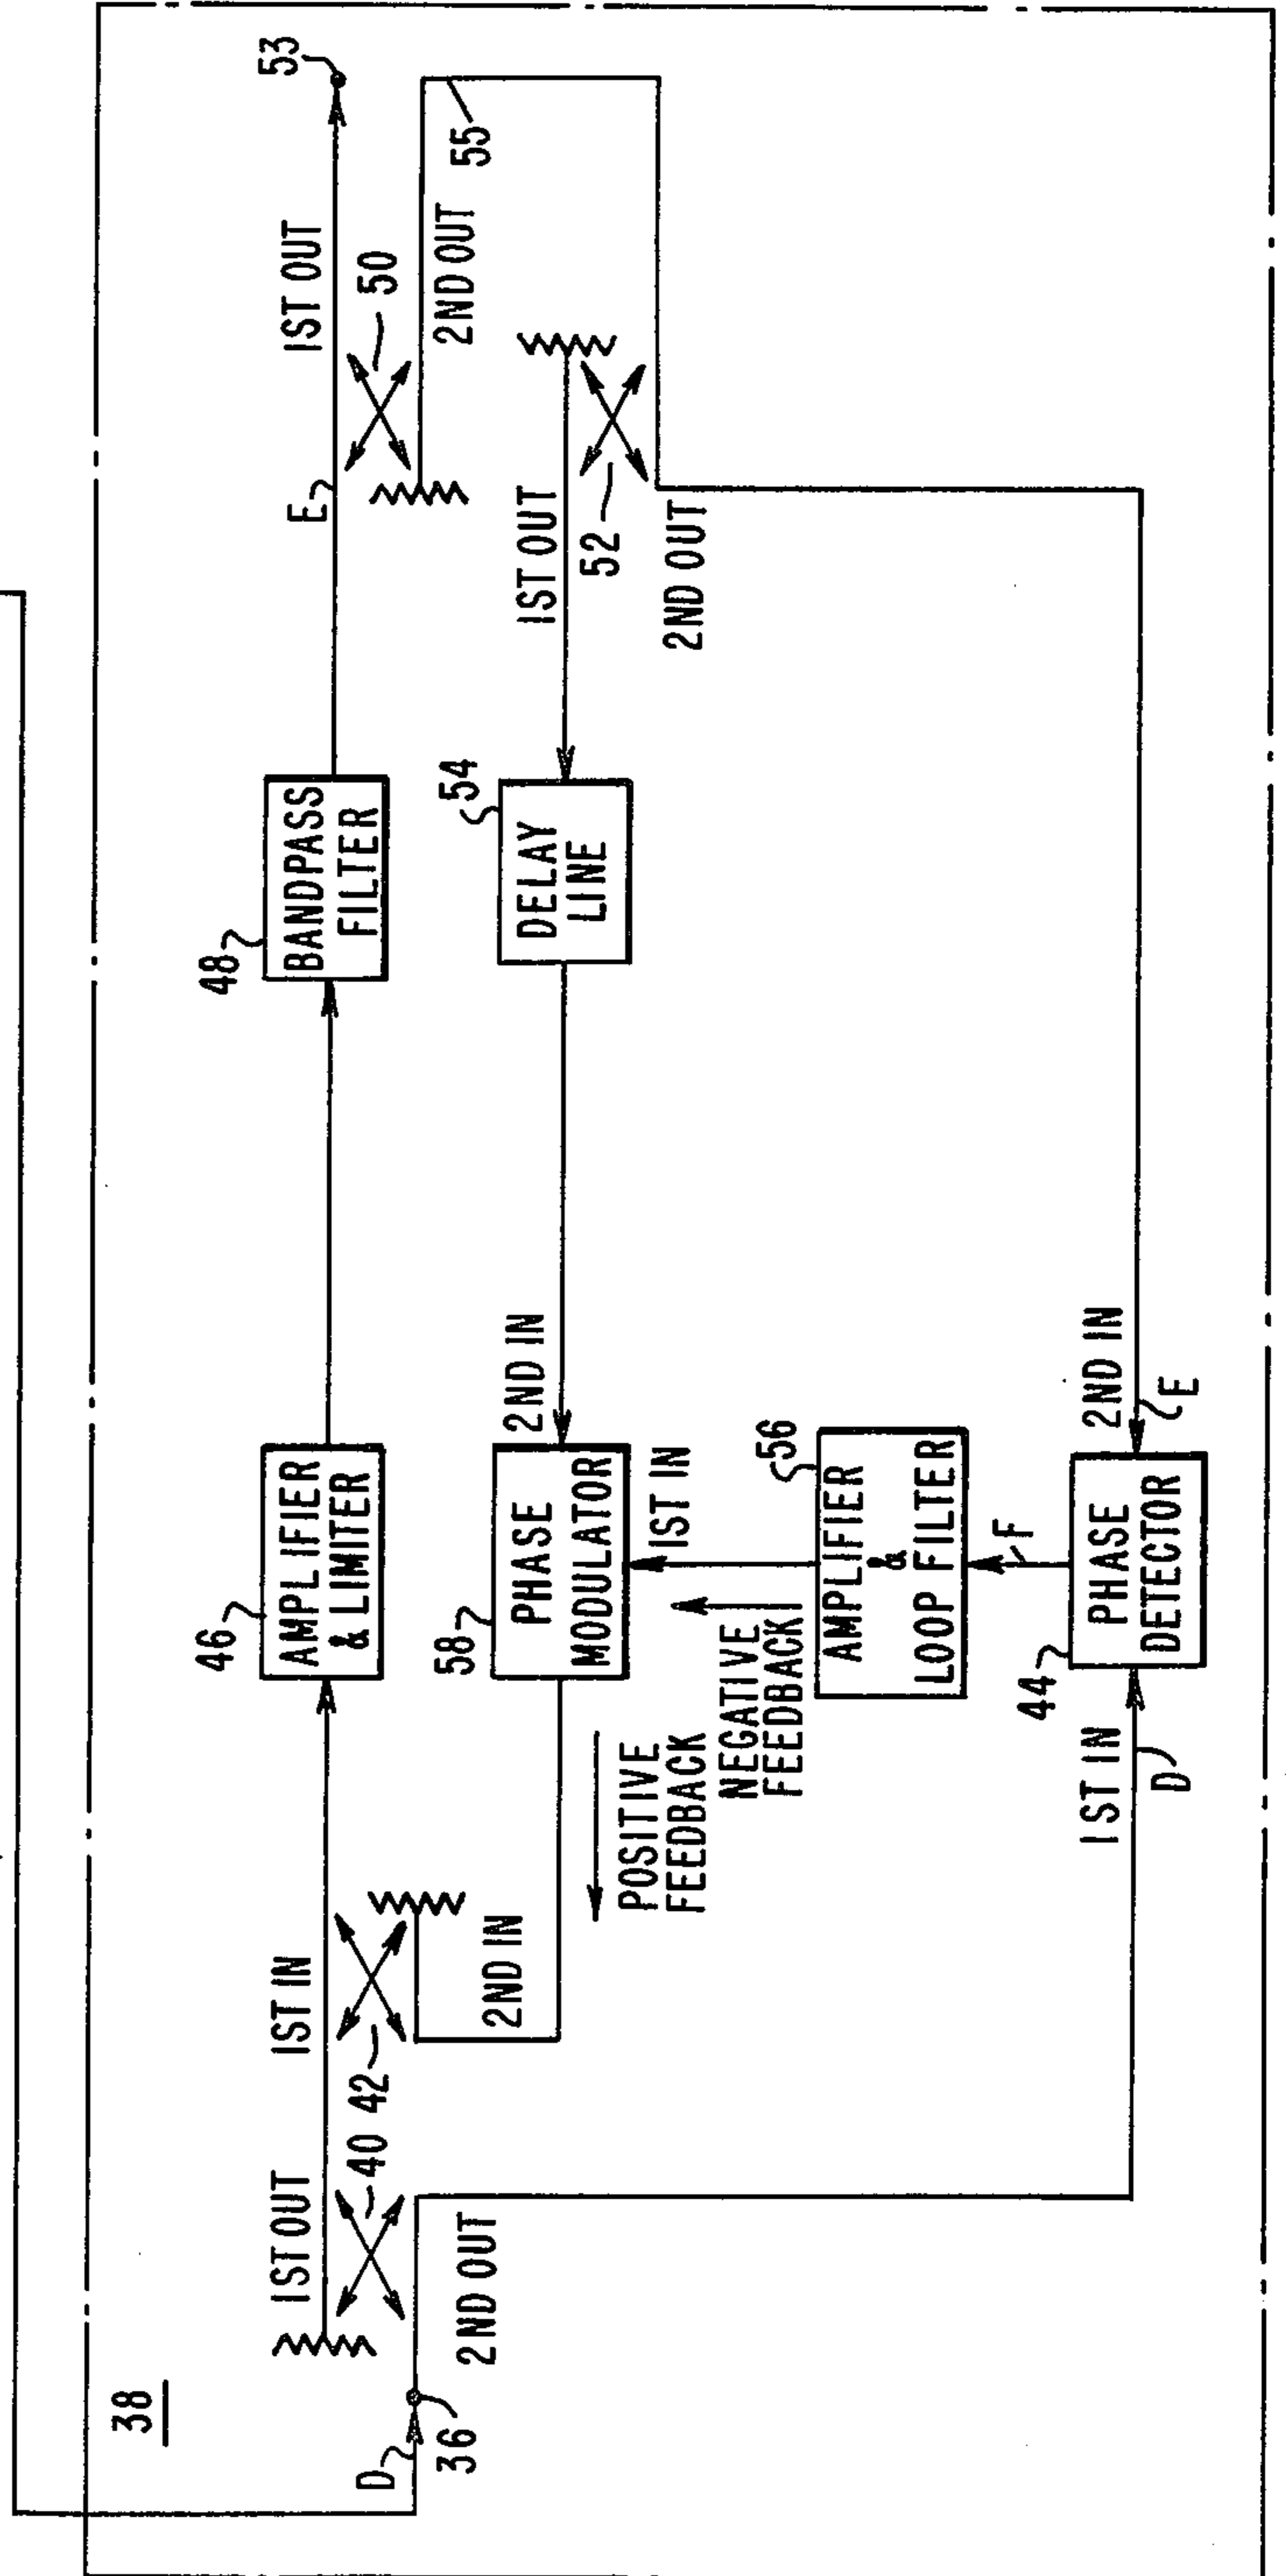 38
D
36
1ST OUT
40
2ND OUT
1ST IN
42
2ND IN
46
AMPLIFIER
& LIMITER
48
BANDPASS
FILTER
E
1ST OUT
50
53
2ND OUT
55
POSITIVE
FEEDBACK
58
PHASE
MODULATOR
2ND IN
1ST IN
54
DELAY
LINE
1ST OUT
52
2ND OUT
NEGATIVE
FEEDBACK
56
AMPLIFIER
&
LOOP FILTER
F
1ST IN
D
44
PHASE
DETECTOR
2ND IN
E